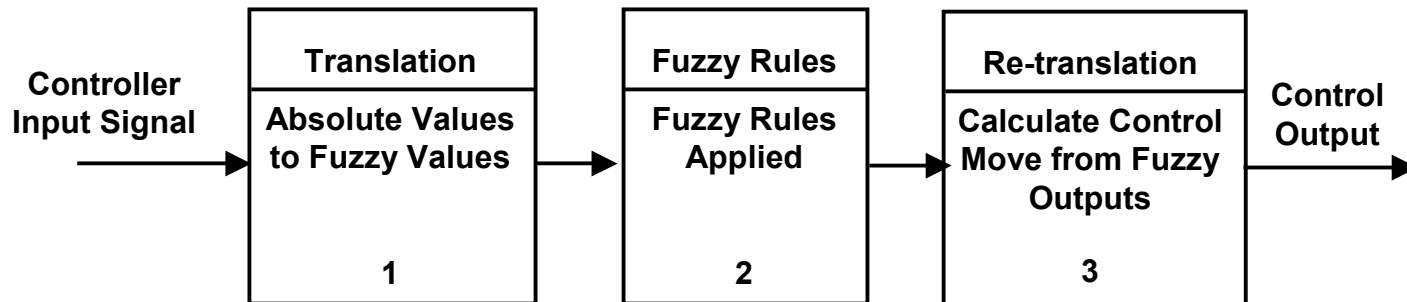 Controller
Input Signal
Translation
Absolute Values
to Fuzzy Values
1
Fuzzy Rules
Fuzzy Rules
Applied
2
Re-translation
Calculate Control
Move from Fuzzy
Outputs
3
Control
Output